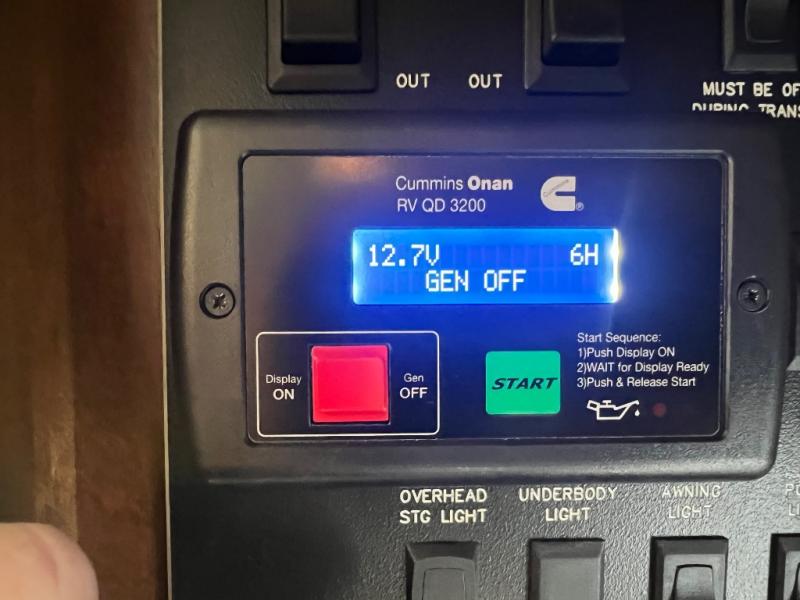 OUT OUT
MUST BE
DURING
Cummins Onan
RV QD 3200
12.7V 6H
GEN OFF
Display
ON
Gen
OFF
START
Start Sequence:
1)Push Display ON
2)WAIT for Display Ready
3)Push & Release Start
OVERHEAD
STG LIGHT
UNDERBODY
LIGHT
AWNING
LIGHT